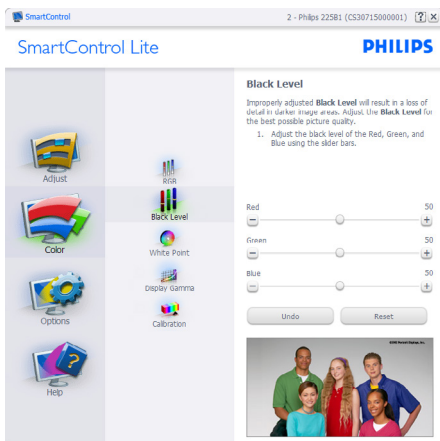 SmartControl
2 - Philips 225B1 (CS30715000001)
SmartControl Lite
PHILIPS
Adjust
Color
Options
Help
RGB
Black Level
White Point
Display Gamma
Calibration
Black Level
Improperly adjusted Black Level will result in a loss of
detail in darker image areas. Adjust the Black Level for
the best possible picture quality.
1. Adjust the black level of the Red, Green, and
Blue using the slider bars.
Red 50
Green 50
Blue 50
Undo
Reset